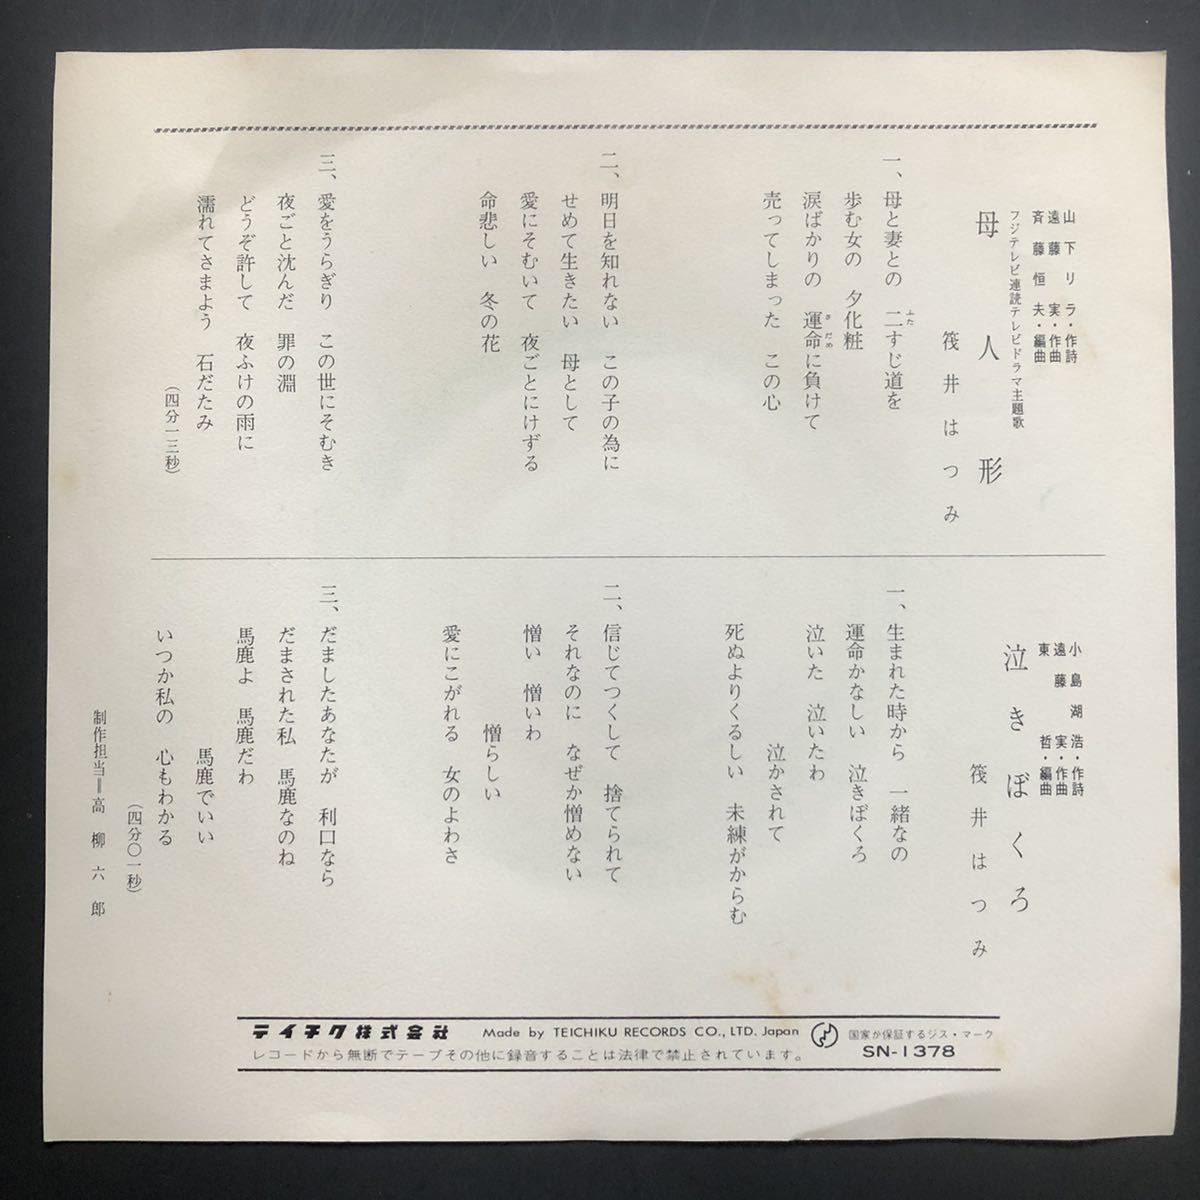 山下リラ・作詩
遠藤実・作曲
斉藤恒夫・編曲
フジテレビ連読テレビドラマ主題歌
母人形
筏井はつみ
一、母と妻との 二すじ道を
ふた
歩む女の 夕化粧
涙ばかりの 運命に負けて
さだめ
売ってしまった この心
二、明日を知れない この子の為に
せめて生きたい 母として
愛にそむいて 夜ごとにけずる
命悲しい 冬の花
三、愛をうらぎり この世にそむき
夜ごと沈んだ 罪の淵
どうぞ許して 夜ふけの雨に
濡れてさまよう 石だたみ
(四分一三秒)
小島湖浩・作詩
遠藤実・作曲
東哲・編曲
泣きぼくろ
筏井はつみ
一、生まれた時から 一緒なの
運命かなしい 泣きぼくろ
泣いた 泣いたわ
泣かされて
死ぬよりくるしい 未練がからむ
二、信じてつくして 捨てられて
それなのに なぜか憎めない
憎い 憎いわ
憎らしい
愛にこがれる 女のよわさ
三、だましたあなたが 利口なら
だまされた私 馬鹿なのね
馬鹿よ 馬鹿だわ
馬鹿でいい
いつか私の 心もわかる
(四分〇一秒)
制作担当＝高柳六郎
テイチク株式会社 Made by TEICHIKU RECORDS CO., LTD. Japan 国家が保証するジス・マーク
レコードから無断でテープその他に録音することは法律で禁止されています。 SN-1378